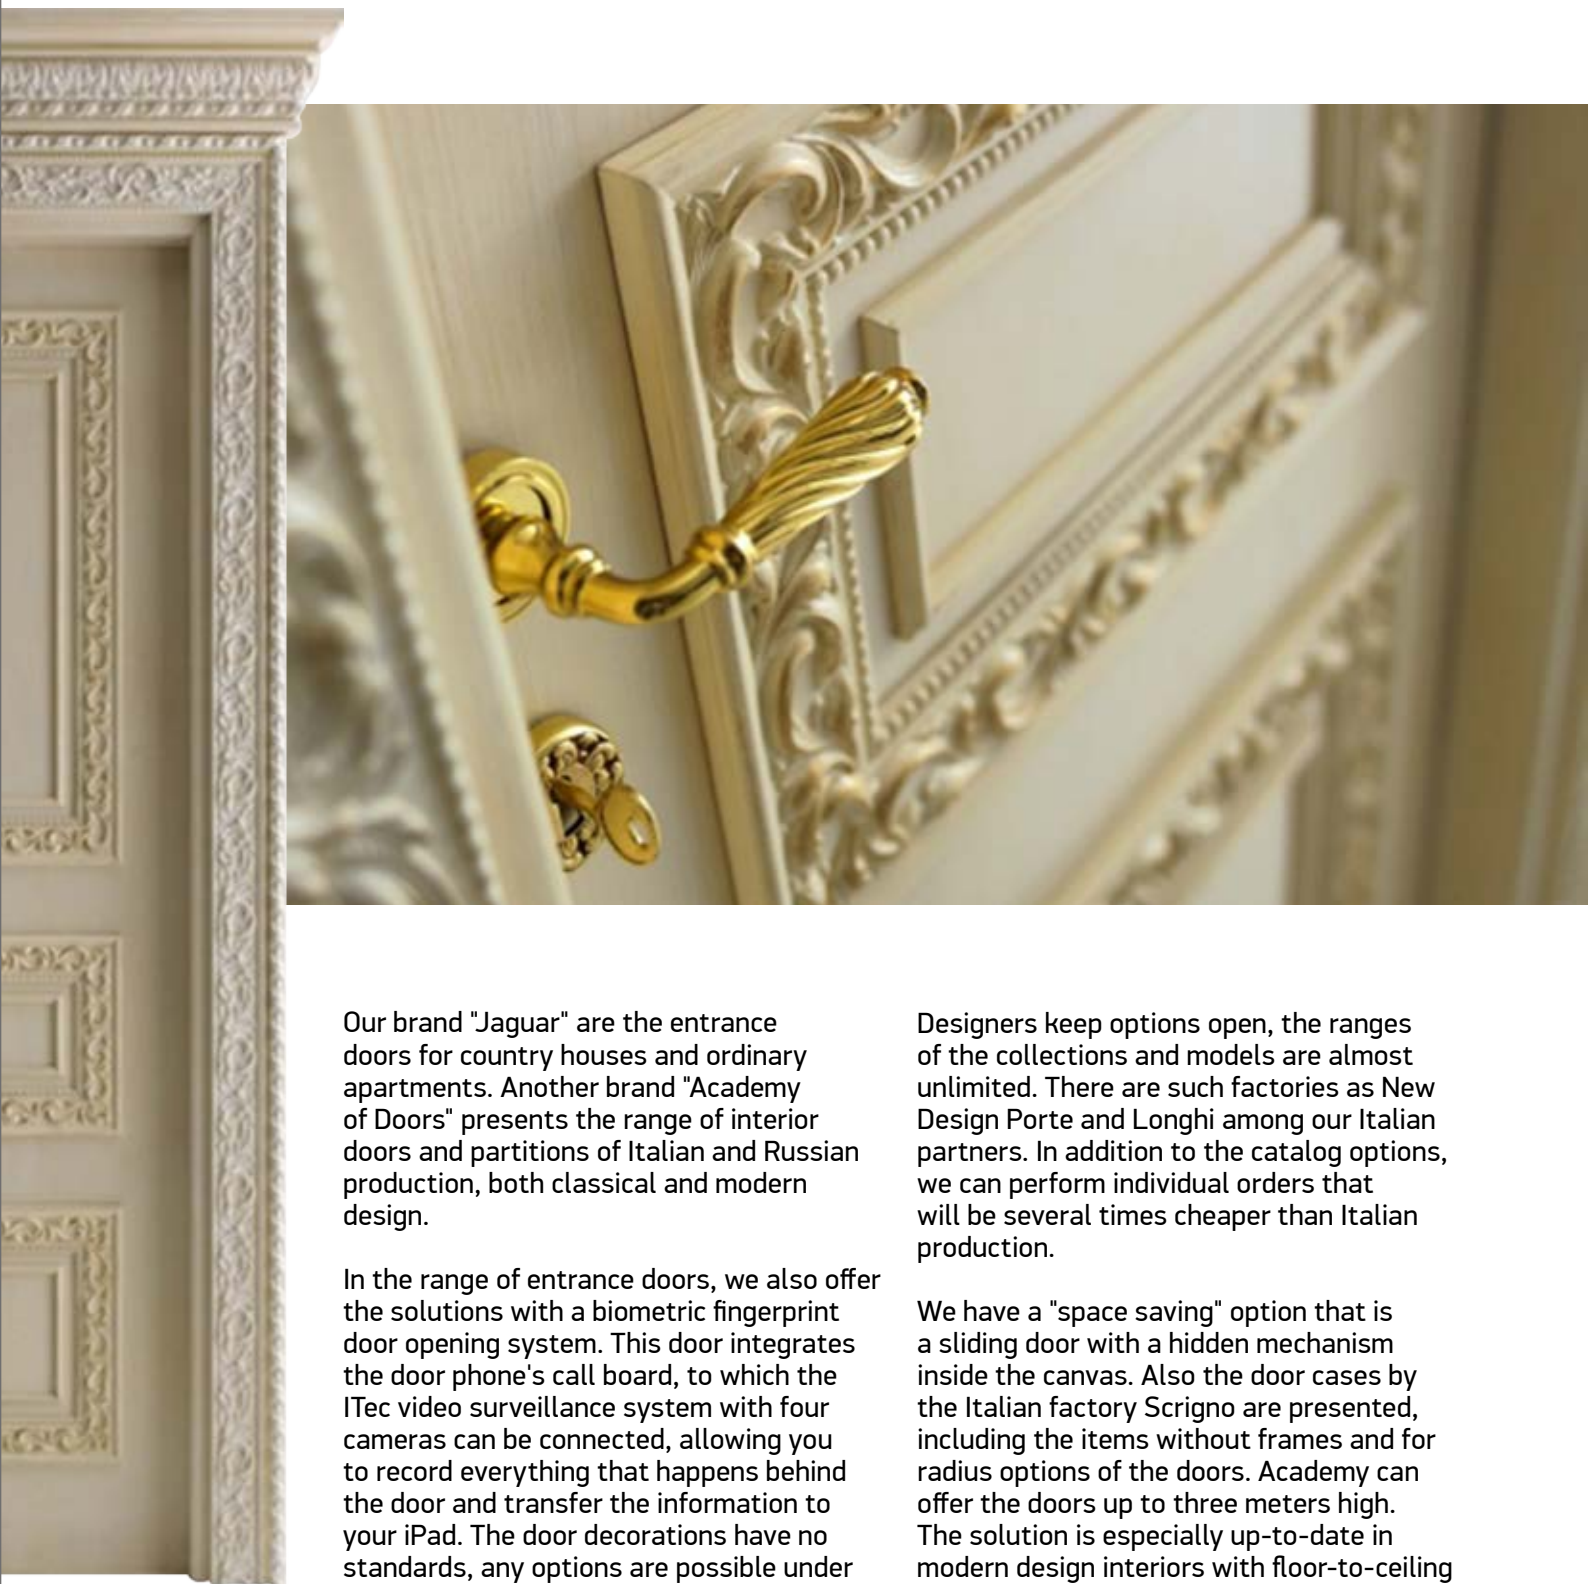 Our brand "Jaguar" are the entrance
doors for country houses and ordinary
apartments. Another brand "Academy
of Doors" presents the range of interior
doors and partitions of Italian and Russian
production, both classical and modern
design.
In the range of entrance doors, we also offer
the solutions with a biometric fingerprint
door opening system. This door integrates
the door phone's call board, to which the
ITec video surveillance system with four
cameras can be connected, allowing you
to record everything that happens behind
the door and transfer the information to
your iPad. The door decorations have no
standards, any options are possible under
Designers keep options open, the ranges
of the collections and models are almost
unlimited. There are such factories as New
Design Porte and Longhi among our Italian
partners. In addition to the catalog options,
we can perform individual orders that
will be several times cheaper than Italian
production.
We have a "space saving" option that is
a sliding door with a hidden mechanism
inside the canvas. Also the door cases by
the Italian factory Scrigno are presented,
including the items without frames and for
radius options of the doors. Academy can
offer the doors up to three meters high.
The solution is especially up-to-date in
modern design interiors with floor-to-ceiling